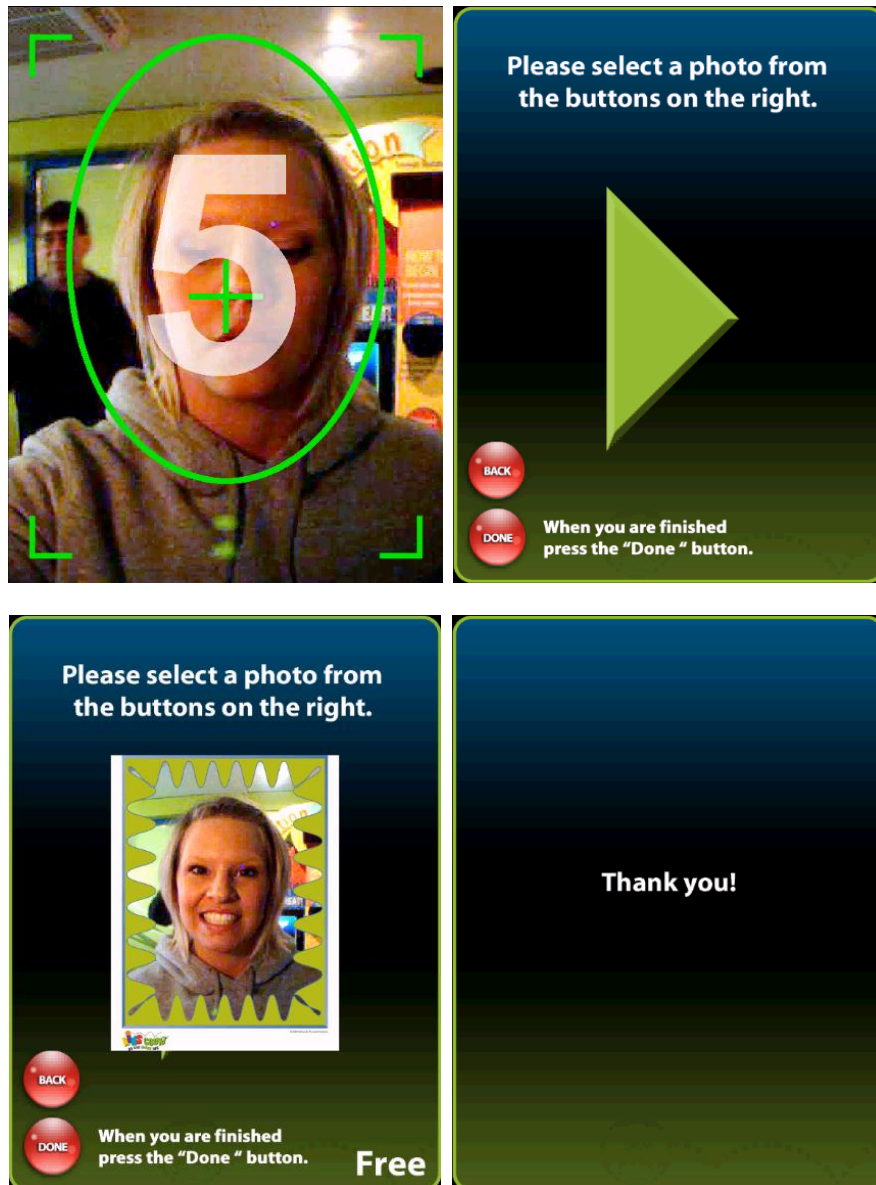 5
Please select a photo from
the buttons on the right.
BACK
DONE
When you are finished
press the “Done “ button.
Please select a photo from
the buttons on the right.
BACK
DONE
When you are finished
press the “Done “ button.
Free
Thank you!